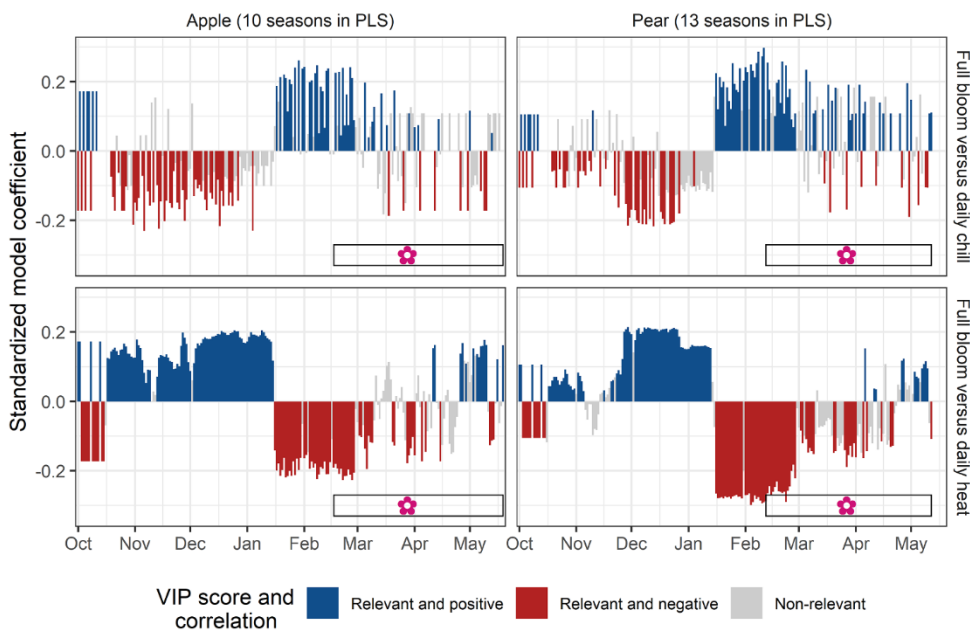 Apple (10 seasons in PLS)
Pear (13 seasons in PLS)
Standardized model coefficient
0.2
0.0
-0.2
Full bloom versus daily chill
0.2
0.0
-0.2
Full bloom versus daily heat
Oct Nov Dec Jan Feb Mar Apr May
Oct Nov Dec Jan Feb Mar Apr May
VIP score and
correlation
Relevant and positive
Relevant and negative
Non-relevant